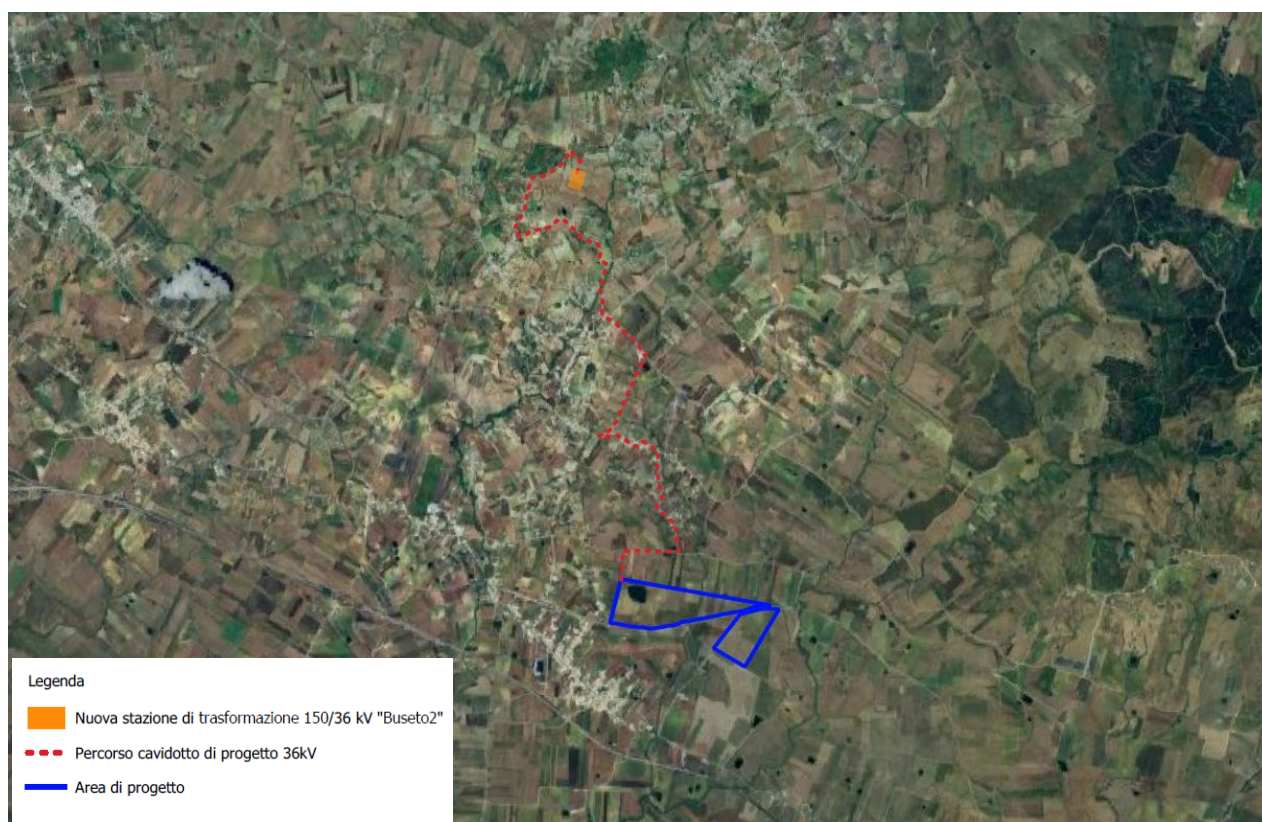 Legenda
Nuova stazione di trasformazione 150/36 kV "Buseto2"
Percorso cavidotto di progetto 36kV
Area di progetto